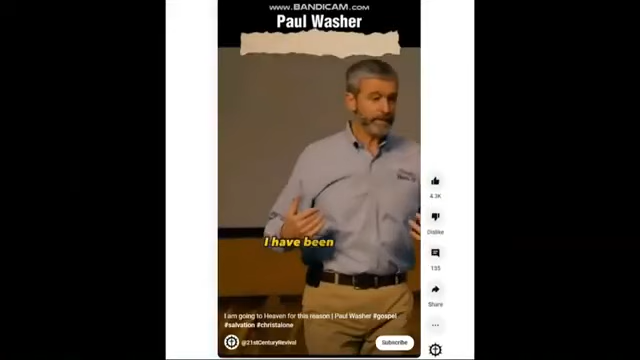 WWW.BANDICAM.COM
Paul Washer
I have been
4.3K
Dislike
135
Share
I am going to Heaven for this reason | Paul Washer #gospel
#salvation #christalone
@21stCenturyRevival
Subscribe